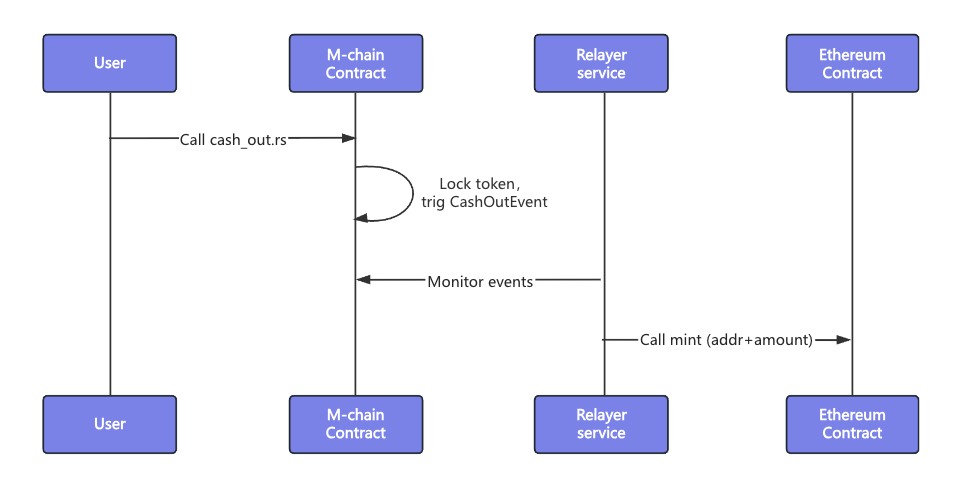 User
M-chain
Contract
Relayer
service
Ethereum
Contract
Call cash_out.rs
Lock token,
trig CashOutEvent
Monitor events
Call mint (addr+amount)
User
M-chain
Contract
Relayer
service
Ethereum
Contract